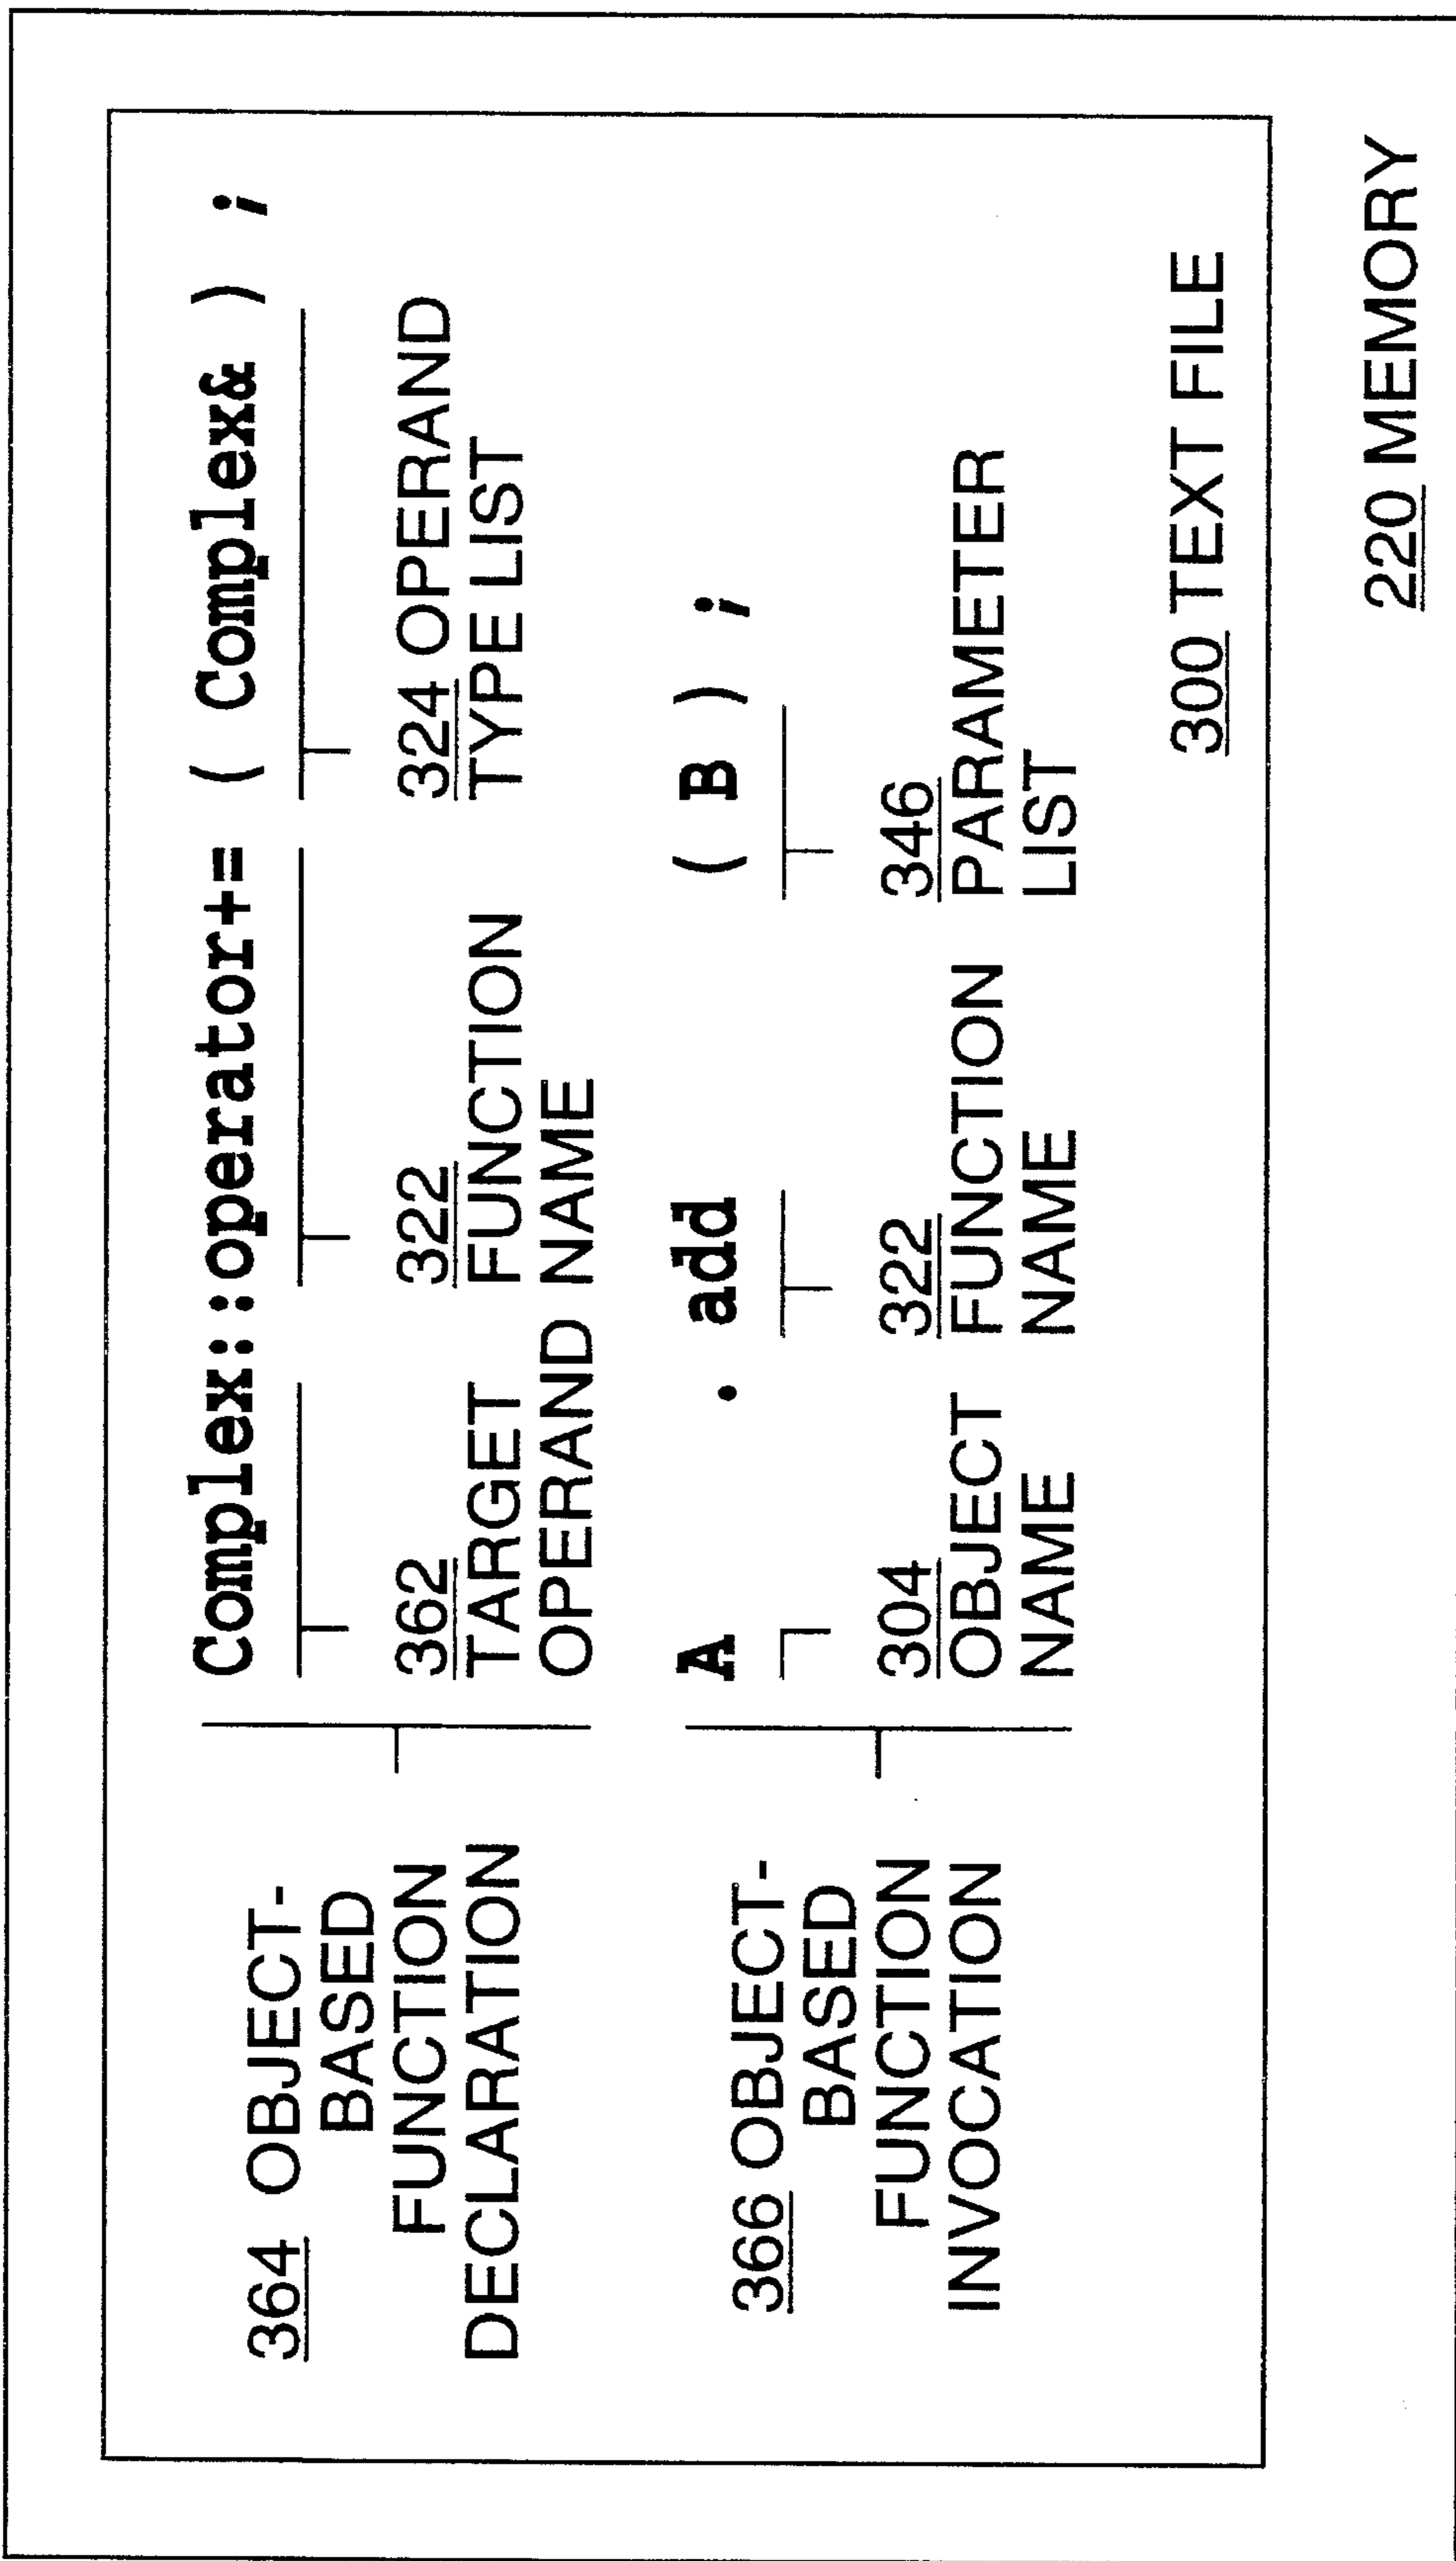 Complex::operator+= ( Complex& ) ;
364 OBJECT-
BASED
FUNCTION
DECLARATION
362
TARGET
OPERAND NAME
322
FUNCTION
NAME
324 OPERAND
TYPE LIST
A . add ( B ) ;
366 OBJECT-
BASED
FUNCTION
INVOCATION
304
OBJECT
NAME
322
FUNCTION
NAME
346
PARAMETER
LIST
300 TEXT FILE
220 MEMORY